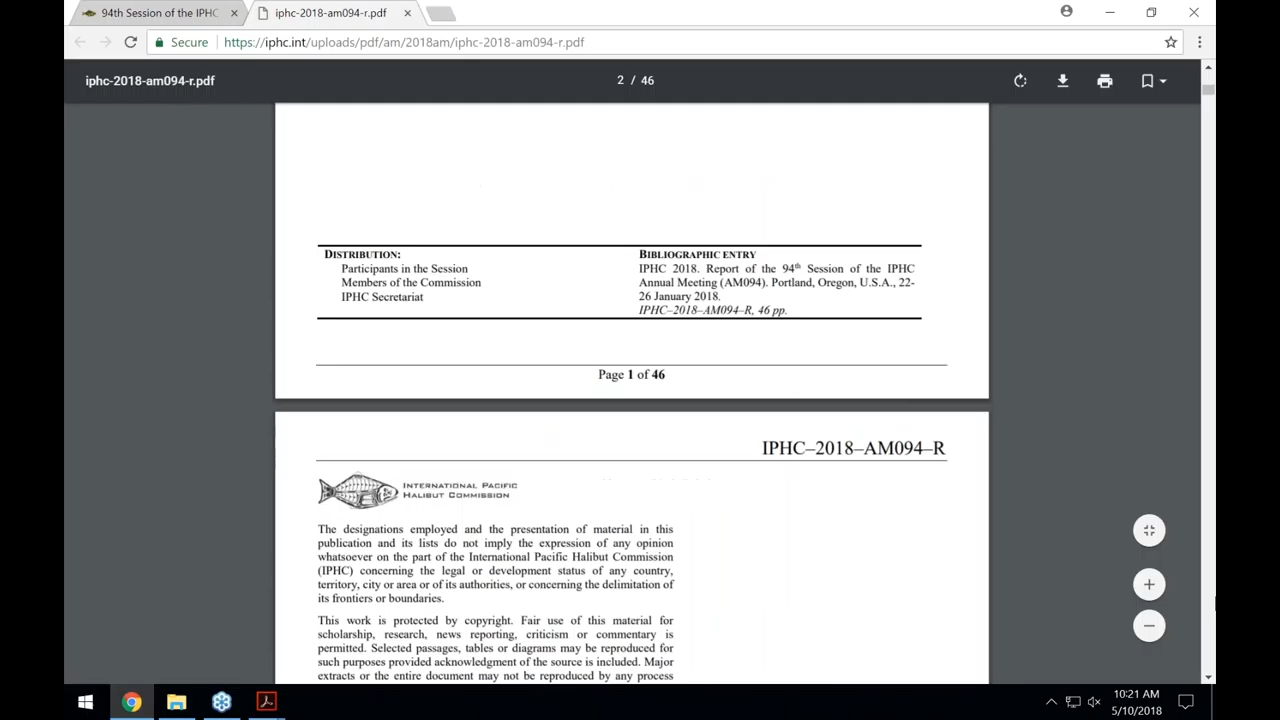 94th Session of the IPHC
iphc-2018-am094-r.pdf
Secure
https://iphc.int/uploads/pdf/am/2018am/iphc-2018-am094-r.pdf
iphc-2018-am094-r.pdf
2 / 46
DISTRIBUTION:
Participants in the Session
Members of the Commission
IPHC Secretariat
BIBLIOGRAPHIC ENTRY
IPHC 2018. Report of the 94th Session of the IPHC
Annual Meeting (AM094). Portland, Oregon, U.S.A., 22-
26 January 2018.
IPHC–2018–AM094–R, 46 pp.
Page 1 of 46
IPHC–2018–AM094–R
INTERNATIONAL PACIFIC
HALIBUT COMMISSION
The designations employed and the presentation of material in this
publication and its lists do not imply the expression of any opinion
whatsoever on the part of the International Pacific Halibut Commission
(IPHC) concerning the legal or development status of any country,
territory, city or area or of its authorities, or concerning the delimitation of
its frontiers or boundaries.
This work is protected by copyright. Fair use of this material for
scholarship, research, news reporting, criticism or commentary is
permitted. Selected passages, tables or diagrams may be reproduced for
such purposes provided acknowledgment of the source is included. Major
extracts or the entire document may not be reproduced by any process
10:21 AM
5/10/2018